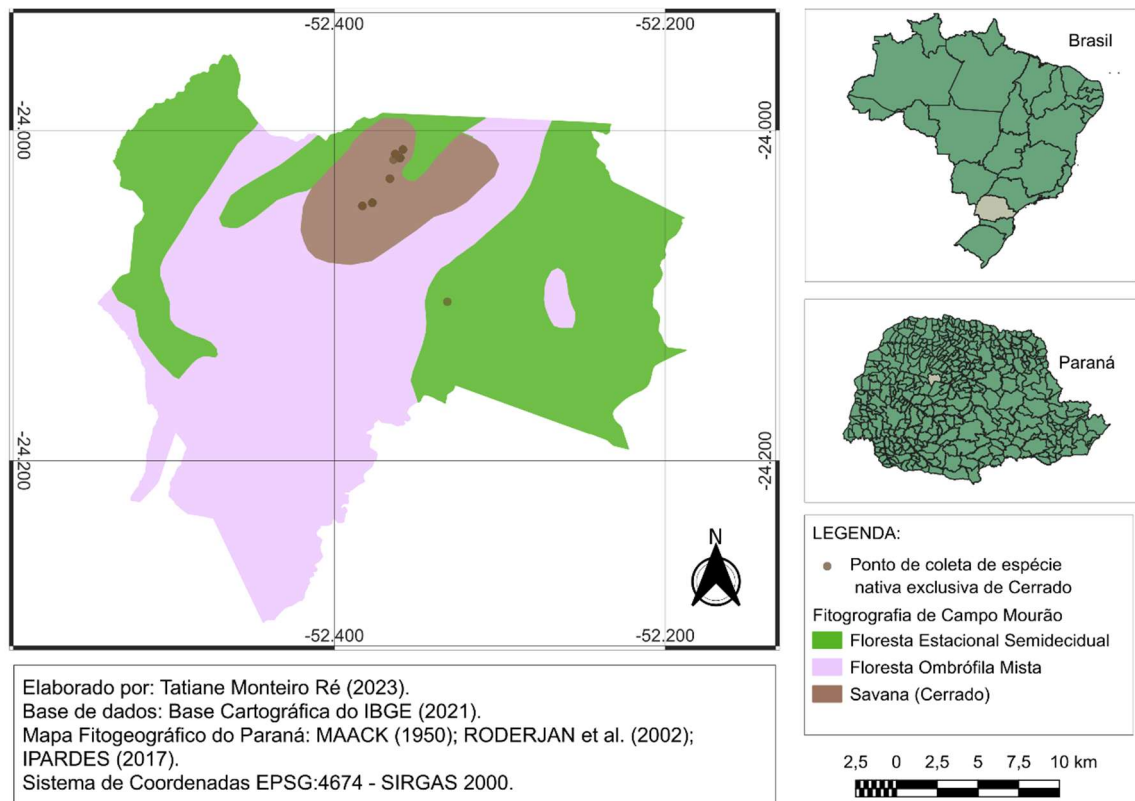 -52.400
-52.200
-24.000
-24.000
-24.200
-24.200
N
-52.400
-52.200
Brasil
Paraná
LEGENDA:
Ponto de coleta de espécie
nativa exclusiva de Cerrado
Fitogrografia de Campo Mourão
Floresta Estacional Semidecidual
Floresta Ombrófila Mista
Savana (Cerrado)
Elaborado por: Tatiane Monteiro Ré (2023).
Base de dados: Base Cartográfica do IBGE (2021).
Mapa Fitogeográfico do Paraná: MAACK (1950); RODERJAN et al. (2002);
IPARDES (2017).
Sistema de Coordenadas EPSG:4674 - SIRGAS 2000.
2,5 0 2,5 5 7,5 10 km